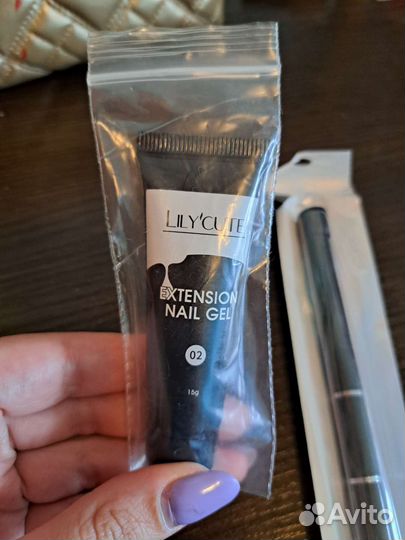 LILY'CUTE
EXTENSION
NAIL GEL
02
15g
Avito